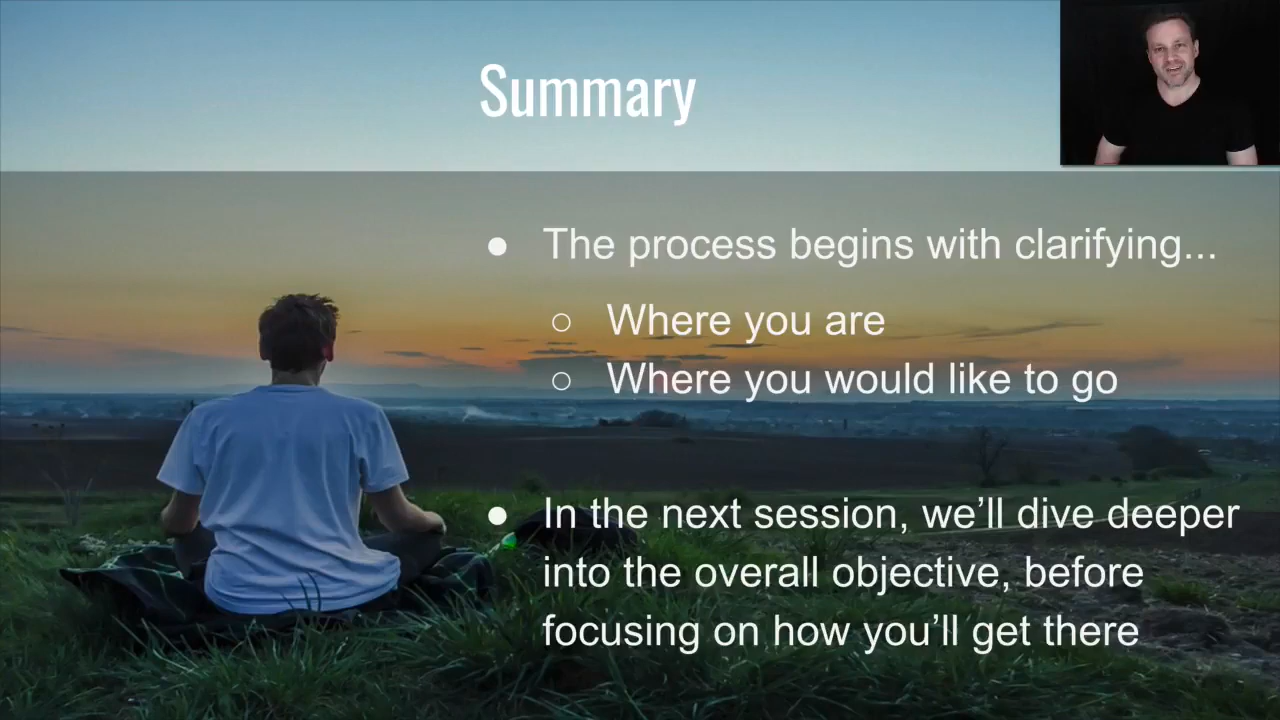 Summary
● The process begins with clarifying...
○ Where you are
○ Where you would like to go
● In the next session, we’ll dive deeper
into the overall objective, before
focusing on how you’ll get there